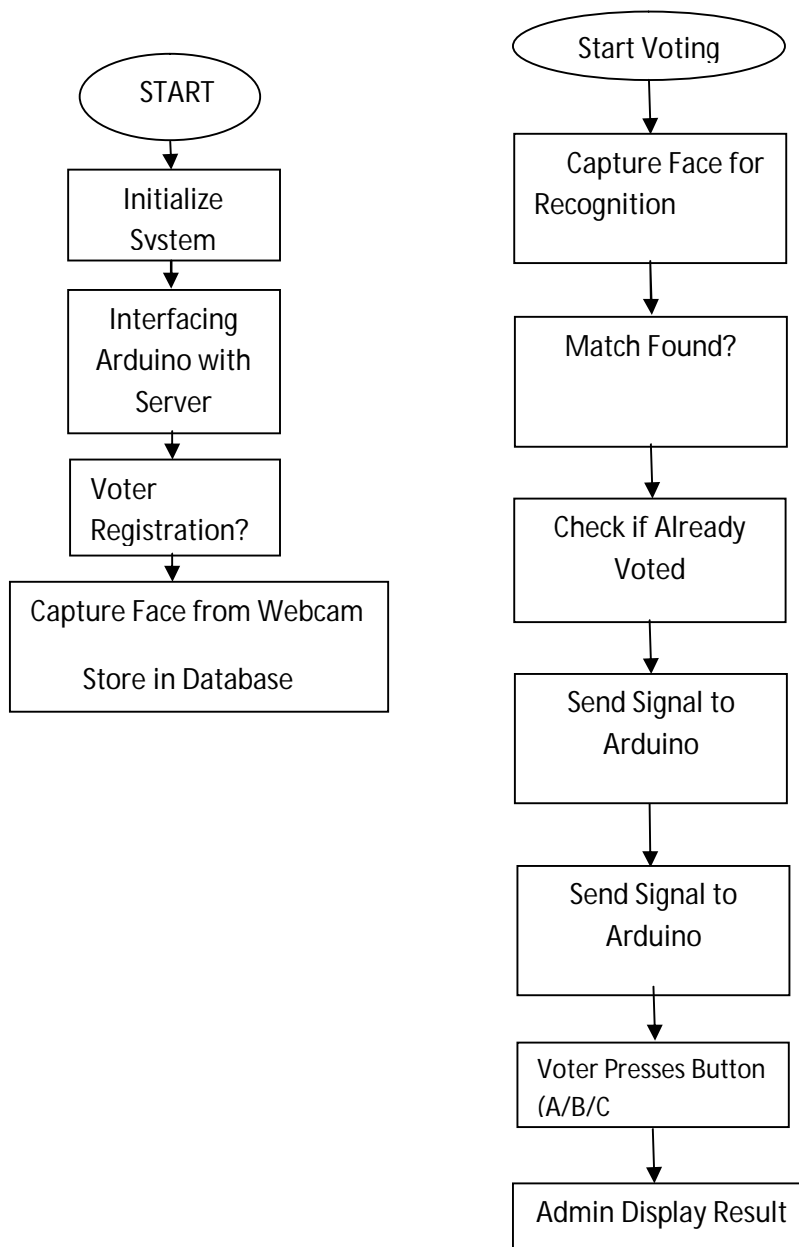 START
Initialize
System
Interfacing
Arduino with
Server
Voter
Registration?
Capture Face from Webcam
Store in Database
Start Voting
Capture Face for
Recognition
Match Found?
Check if Already
Voted
Send Signal to
Arduino
Send Signal to
Arduino
Voter Presses Button
(A/B/C
Admin Display Result